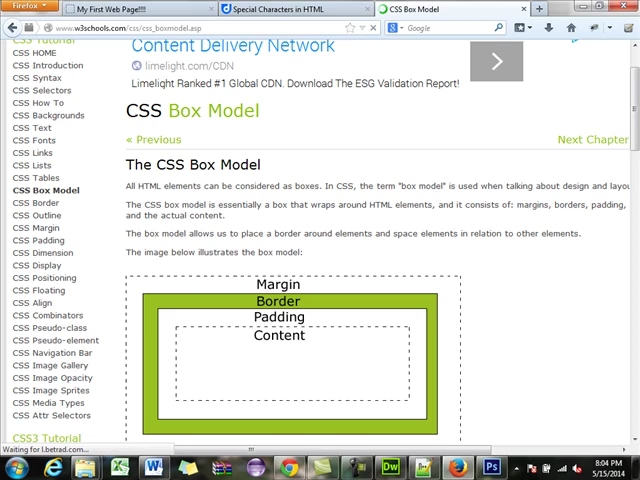 Firefox
My First Web Page!!!!
Special Characters in HTML
CSS Box Model
www.w3schools.com/css/css_boxmodel.asp
Google
CSS Tutorial
CSS HOME
CSS Introduction
CSS Syntax
CSS Selectors
CSS How To
CSS Backgrounds
CSS Text
CSS Fonts
CSS Links
CSS Lists
CSS Tables
CSS Box Model
CSS Border
CSS Outline
CSS Margin
CSS Padding
CSS Dimension
CSS Display
CSS Positioning
CSS Floating
CSS Align
CSS Combinators
CSS Pseudo-class
CSS Pseudo-element
CSS Navigation Bar
CSS Image Gallery
CSS Image Opacity
CSS Image Sprites
CSS Media Types
CSS Attr Selectors
CSS3 Tutorial
Content Delivery Network
limelight.com/CDN
Limelight Ranked #1 Global CDN. Download The ESG Validation Report!
CSS Box Model
« Previous
Next Chapter
The CSS Box Model
All HTML elements can be considered as boxes. In CSS, the term "box model" is used when talking about design and layou
The CSS box model is essentially a box that wraps around HTML elements, and it consists of: margins, borders, padding,
and the actual content.
The box model allows us to place a border around elements and space elements in relation to other elements.
The image below illustrates the box model:
Margin
Border
Padding
Content
Waiting for l.betrad.com...
Dw
Ps
8:04 PM
5/15/2014